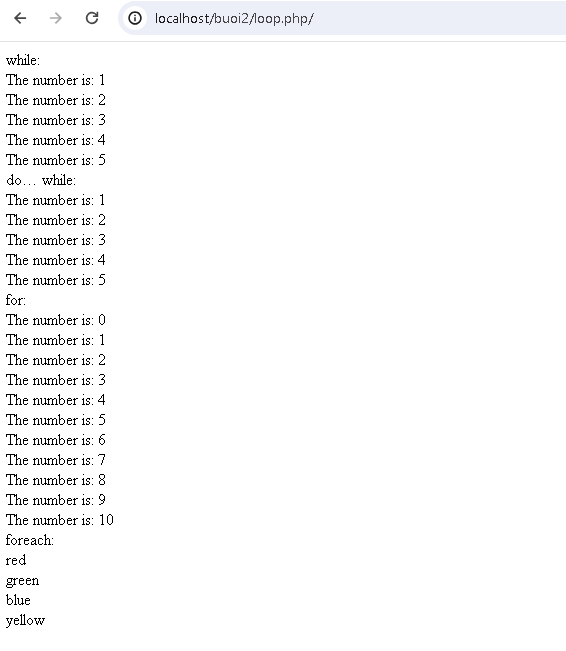 localhost/buoi2/loop.php/
while:
The number is: 1
The number is: 2
The number is: 3
The number is: 4
The number is: 5
do… while:
The number is: 1
The number is: 2
The number is: 3
The number is: 4
The number is: 5
for:
The number is: 0
The number is: 1
The number is: 2
The number is: 3
The number is: 4
The number is: 5
The number is: 6
The number is: 7
The number is: 8
The number is: 9
The number is: 10
foreach:
red
green
blue
yellow